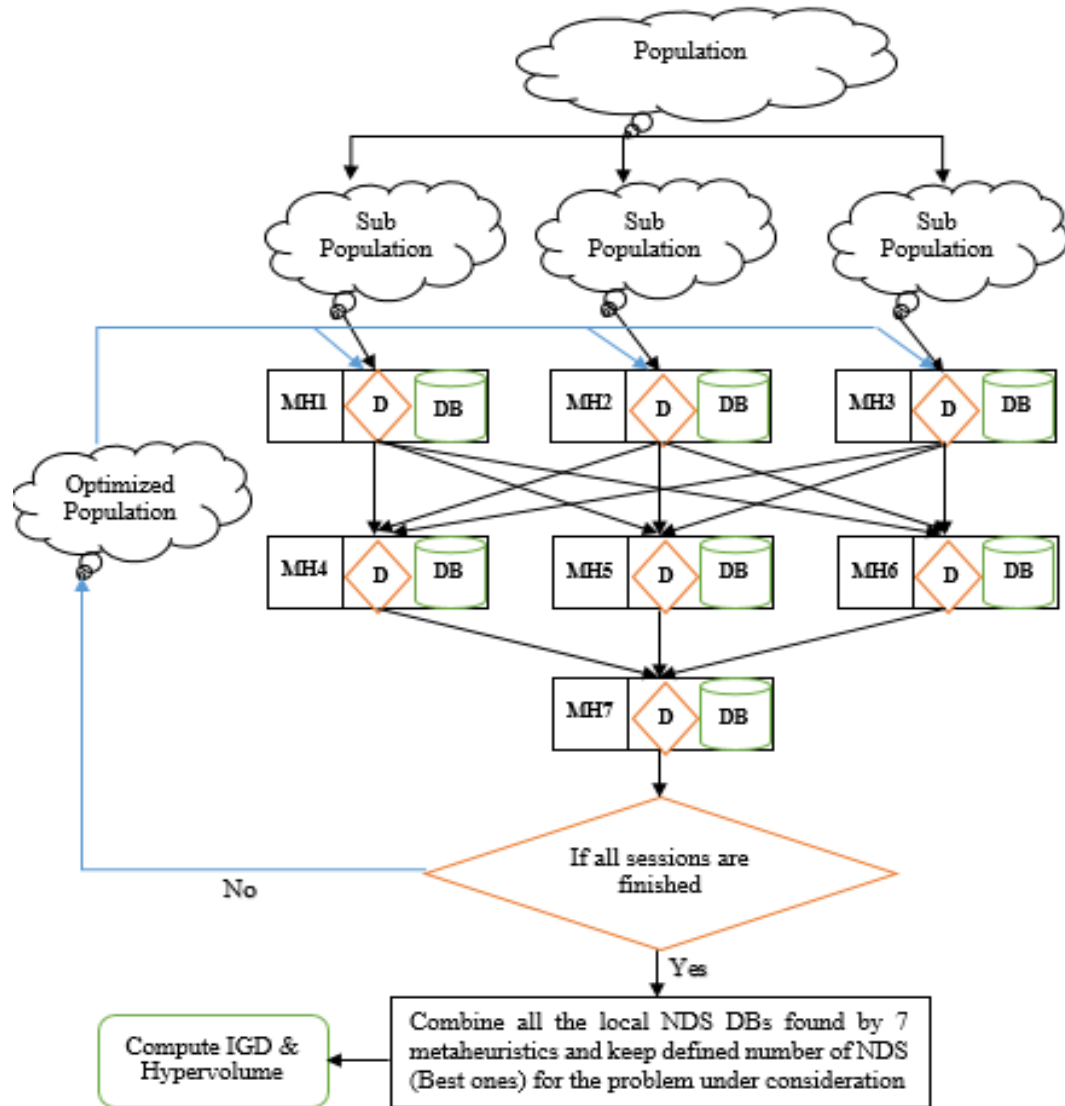 Population
Sub
Population
Sub
Population
Sub
Population
MH1
D
DB
MH2
D
DB
MH3
D
DB
Optimized
Population
MH4
D
DB
MH5
D
DB
MH6
D
DB
MH7
D
DB
If all sessions are
finished
No
Yes
Combine all the local NDS DBs found by 7
metaheuristics and keep defined number of NDS
(Best ones) for the problem under consideration
Compute IGD &
Hypervolume